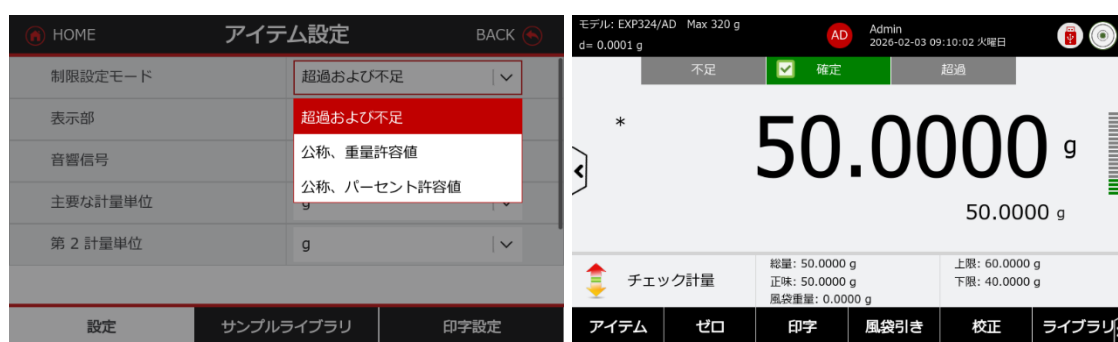 HOME アイテム設定 BACK
制限設定モード 超過および不足
表示部 超過および不足
音響信号 公称、重量許容値
公称、パーセント許容値
主要な計量単位 g
第 2 計量単位 g
設定 サンプルライブラリ 印字設定
モデル: EXP324/AD Max 320 g
d= 0.0001 g
AD
Admin
2026-02-03 09:10:02 火曜日
不足 確定 超過
* 50.0000 g
50.0000 g
チェック計量
総量: 50.0000 g
正味: 50.0000 g
風袋重量: 0.0000 g
上限: 60.0000 g
下限: 40.0000 g
アイテム ゼロ 印字 風袋引き 校正 ライブラリ